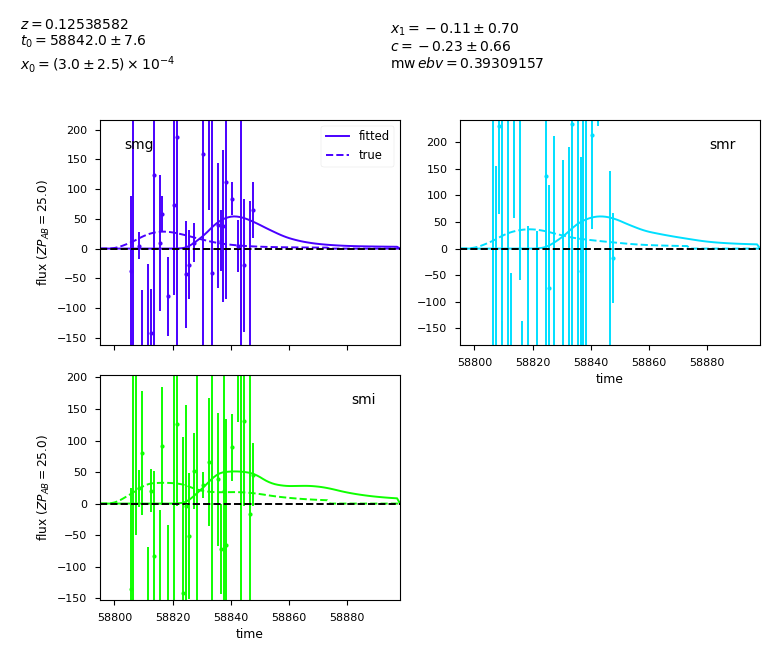 z = 0.12538582
t₀ = 58842.0 ± 7.6
x₀ = (3.0 ± 2.5) × 10⁻⁴
x₁ = −0.11 ± 0.70
c = −0.23 ± 0.66
mw ebv = 0.39309157
smg
fitted
true
200
150
100
50
0
−50
−100
−150
flux (ZP_AB = 25.0)
smr
200
150
100
50
0
−50
−100
−150
58800 58820 58840 58860 58880
time
smi
200
150
100
50
0
−50
−100
−150
flux (ZP_AB = 25.0)
58800 58820 58840 58860 58880
time